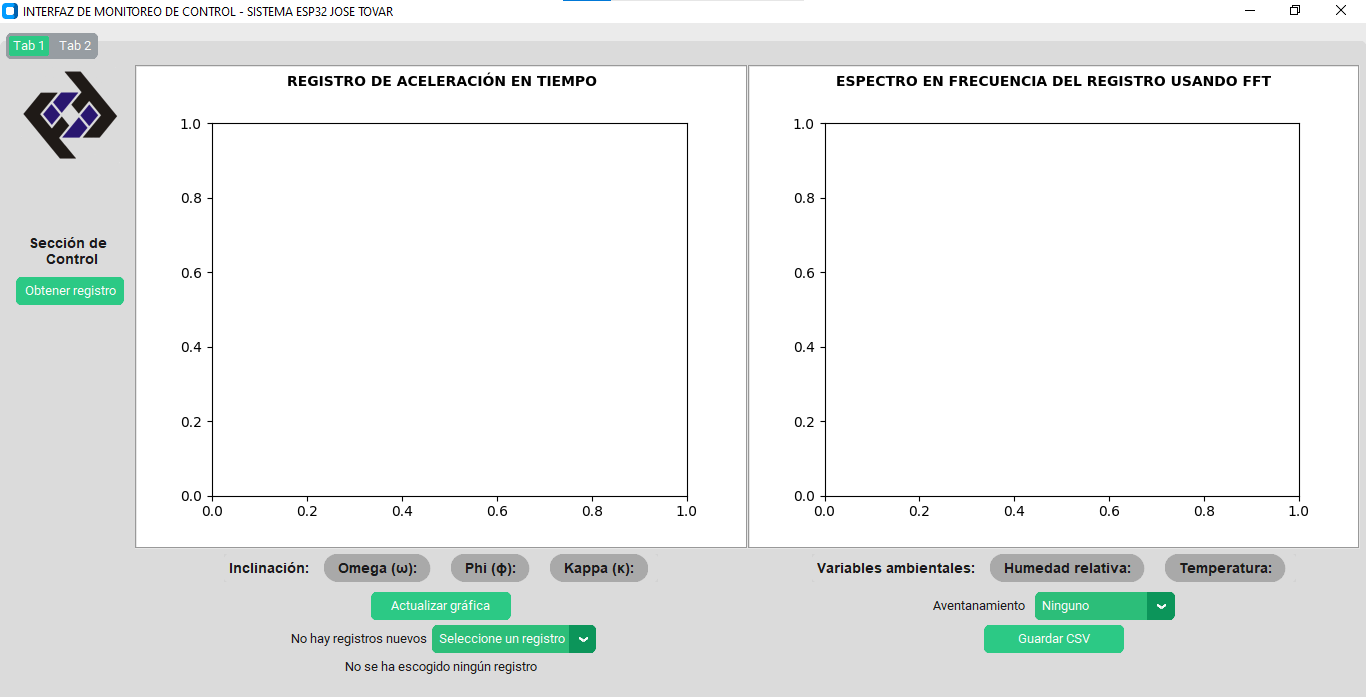 INTERFAZ DE MONITOREO DE CONTROL - SISTEMA ESP32 JOSE TOVAR
Tab 1 Tab 2
Sección de
Control
Obtener registro
REGISTRO DE ACELERACIÓN EN TIEMPO
1.0
0.8
0.6
0.4
0.2
0.0
0.0 0.2 0.4 0.6 0.8 1.0
ESPECTRO EN FRECUENCIA DEL REGISTRO USANDO FFT
1.0
0.8
0.6
0.4
0.2
0.0
0.0 0.2 0.4 0.6 0.8 1.0
Inclinación: Omega (ω): Phi (ϕ): Kappa (κ):
Actualizar gráfica
No hay registros nuevos Seleccione un registro
No se ha escogido ningún registro
Variables ambientales: Humedad relativa: Temperatura:
Aventanamiento Ninguno
Guardar CSV